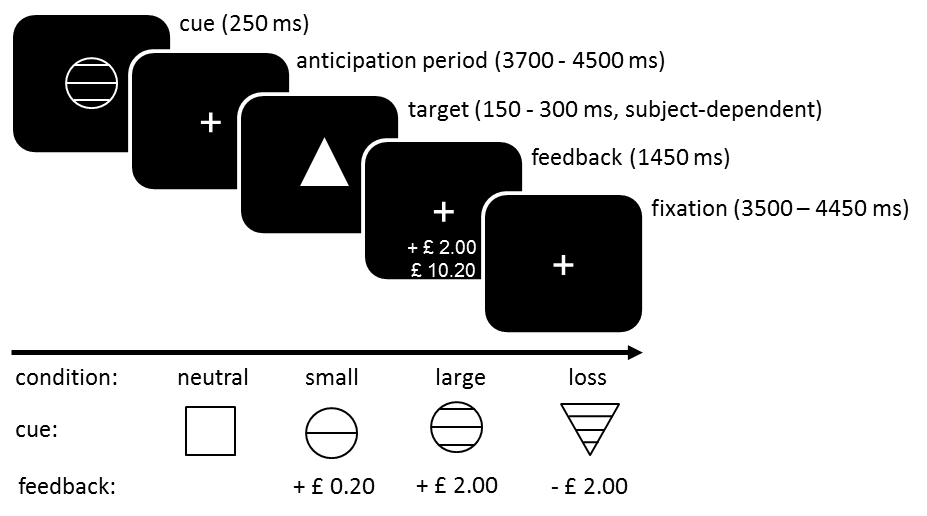 cue (250 ms)
anticipation period (3700 - 4500 ms)
target (150 - 300 ms, subject-dependent)
feedback (1450 ms)
fixation (3500 – 4450 ms)
+
+
+ £ 2.00
£ 10.20
+
condition: neutral small large loss
cue:
feedback: + £ 0.20 + £ 2.00 - £ 2.00